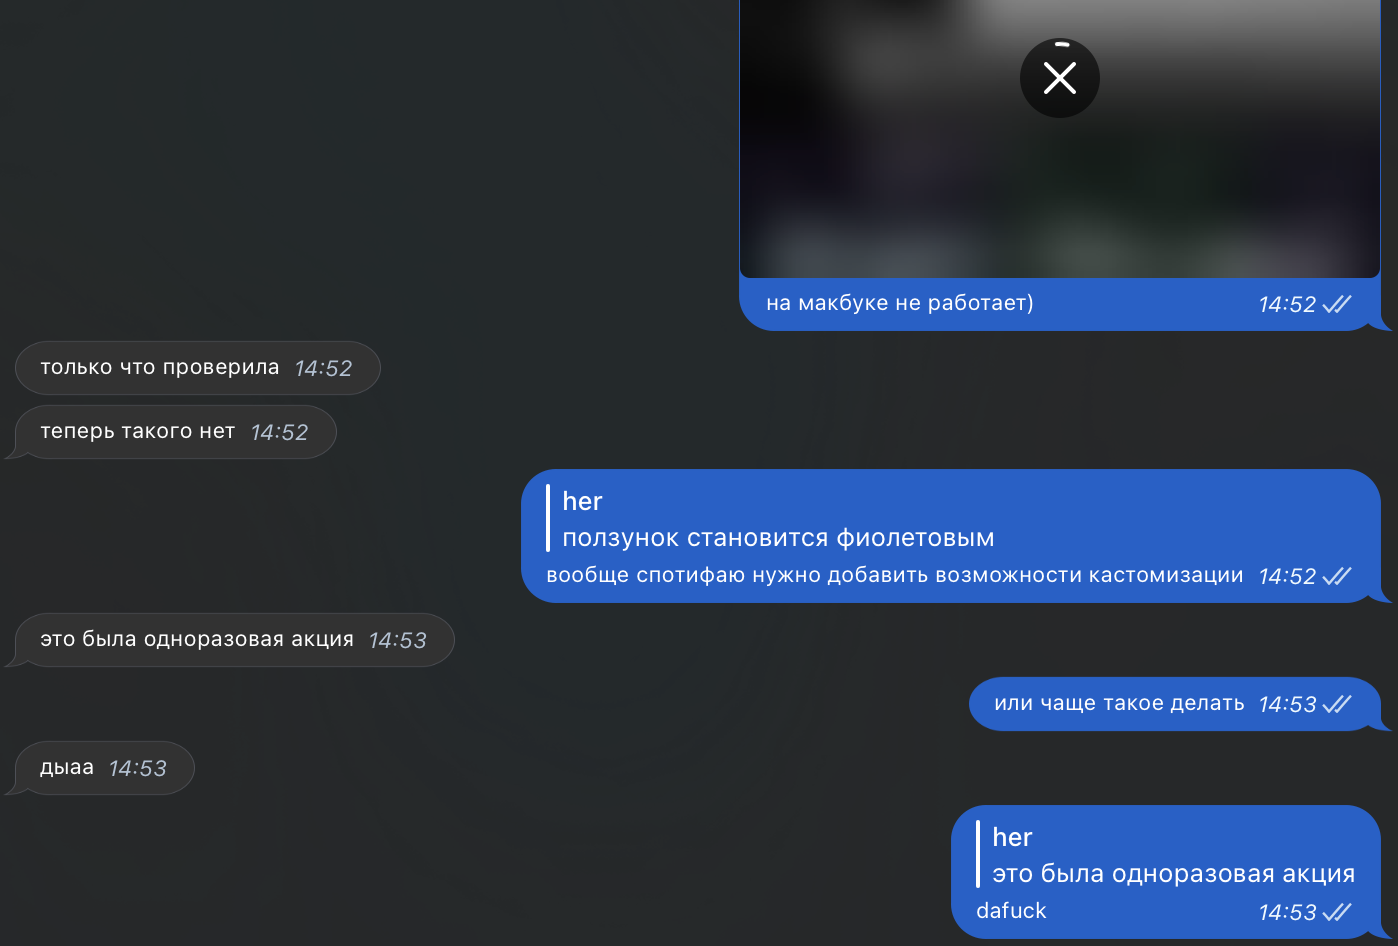 на макбуке не работает) 14:52
только что проверила 14:52
теперь такого нет 14:52
her
ползунок становится фиолетовым
вообще спотифаю нужно добавить возможности кастомизации 14:52
это была одноразовая акция 14:53
или чаще такое делать 14:53
дыаа 14:53
her
это была одноразовая акция
dafuck 14:53